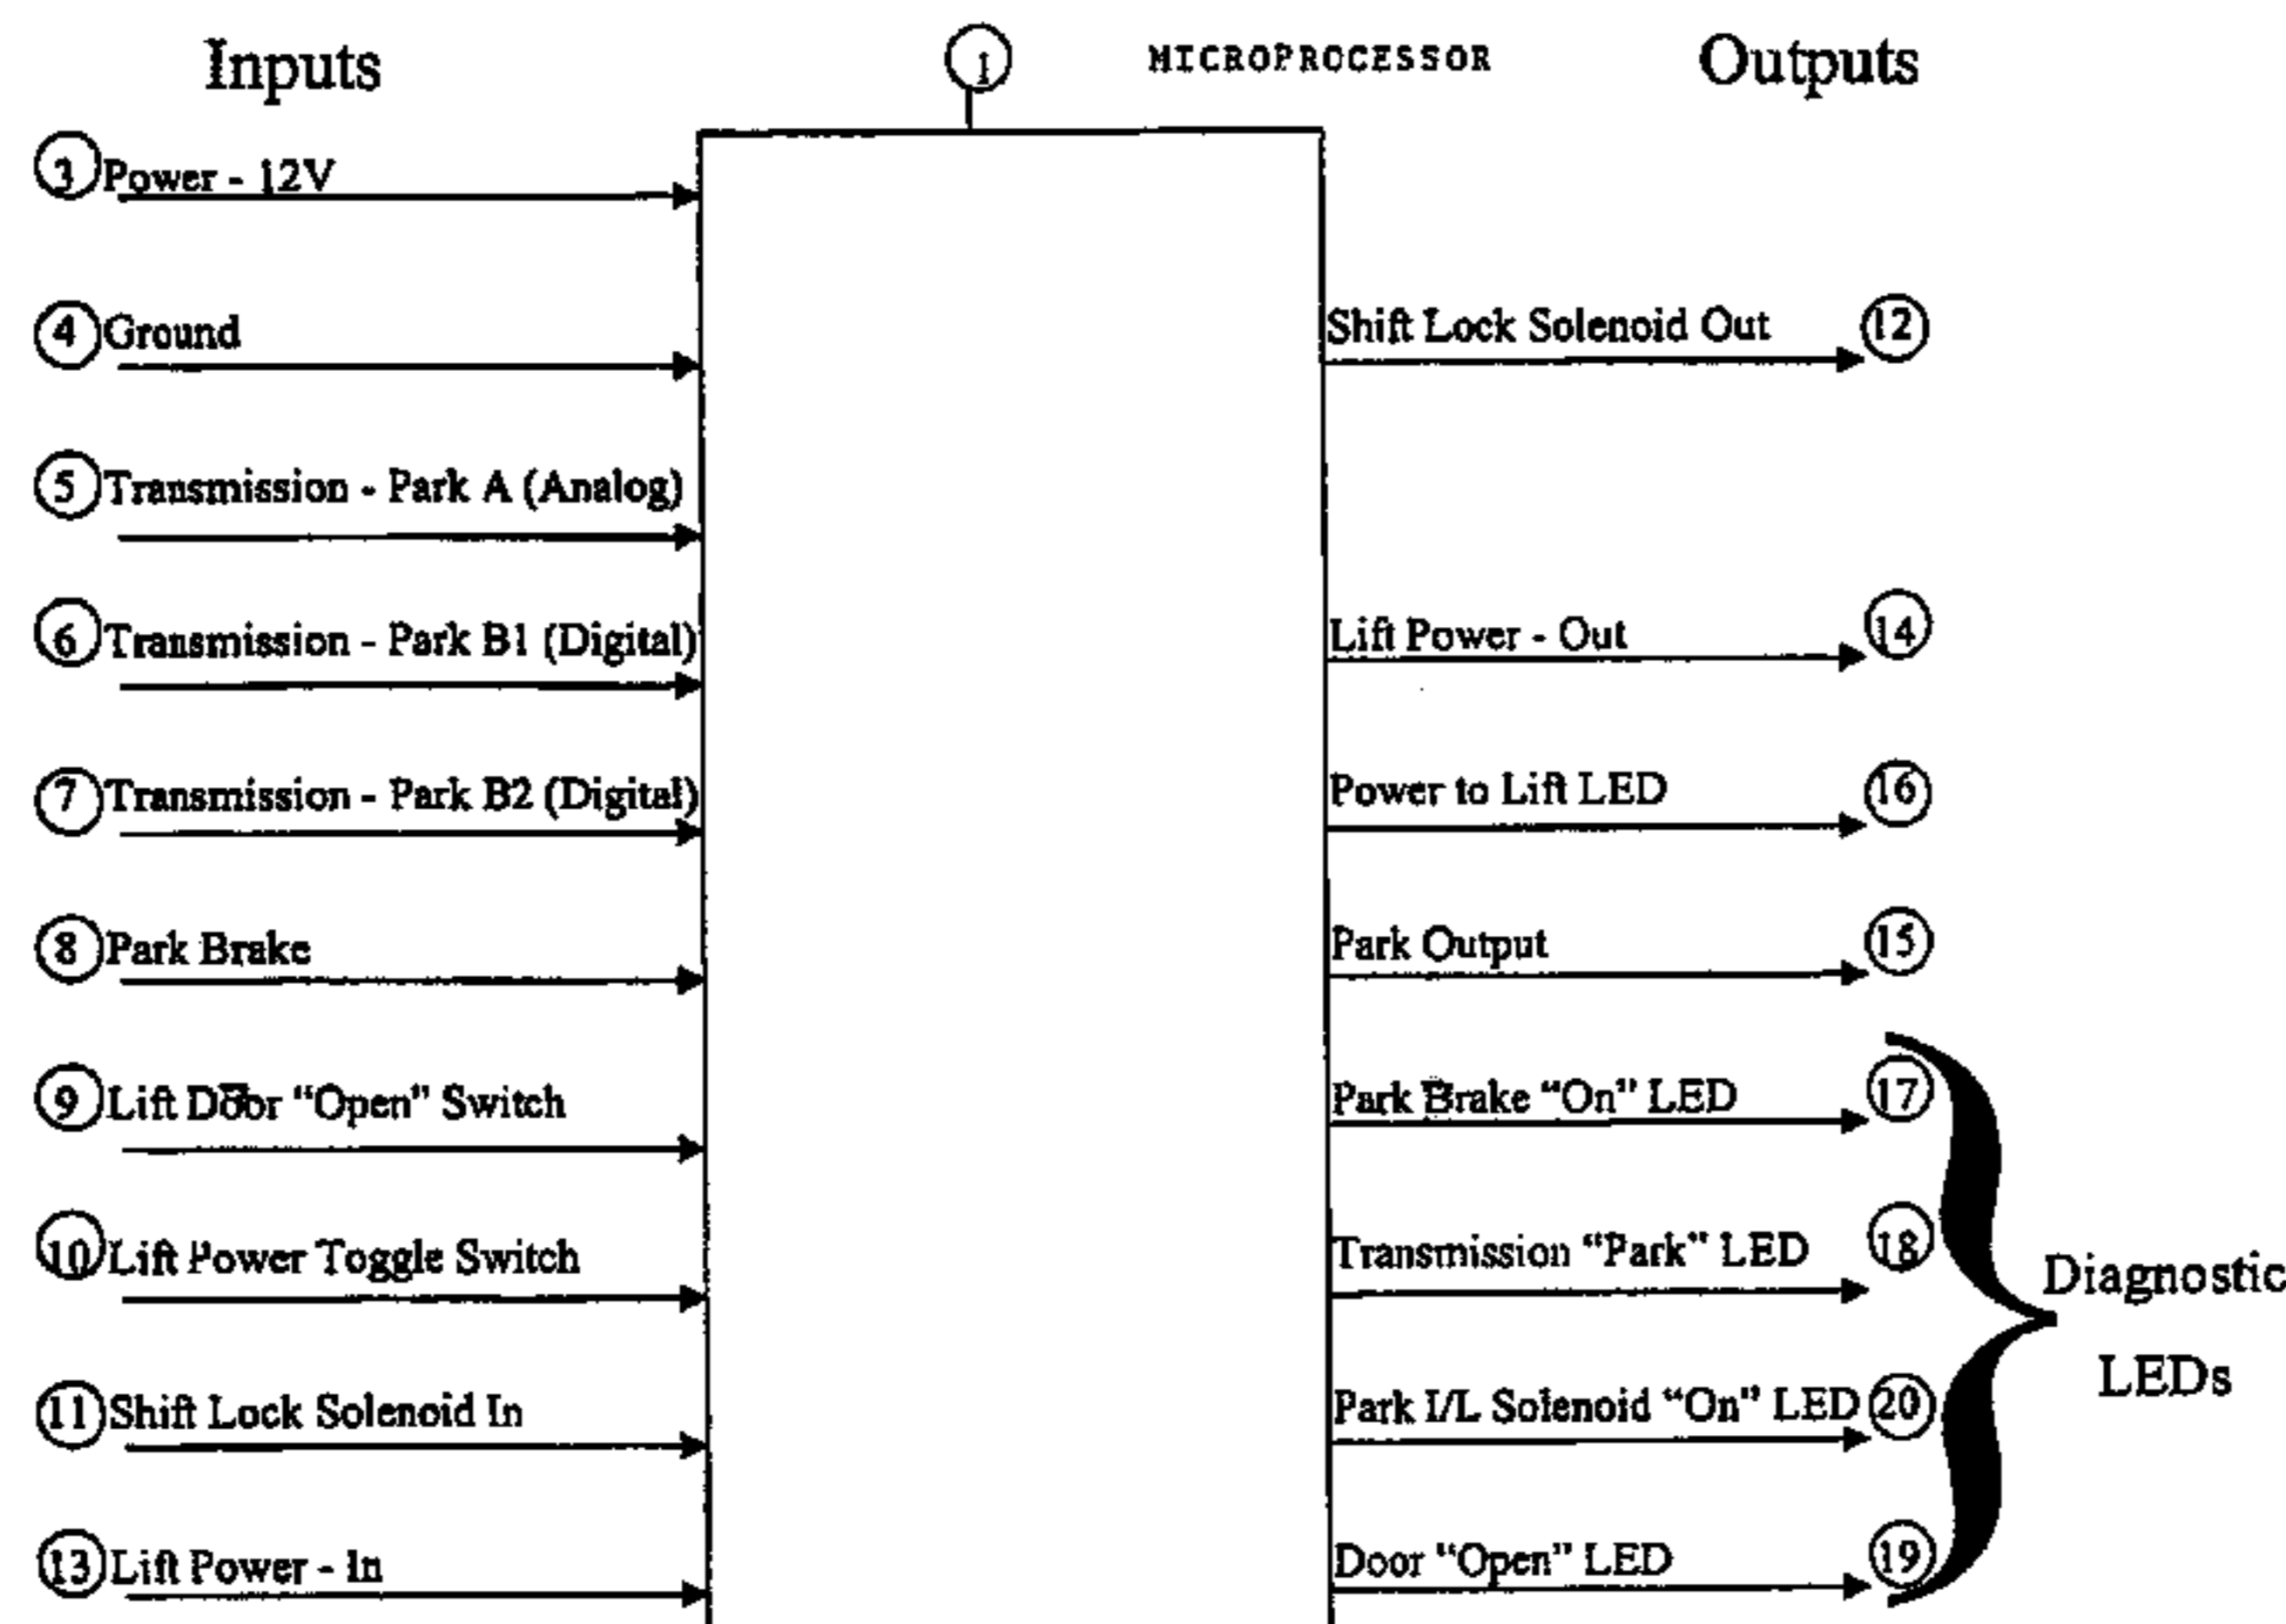 Inputs
1
MICROPROCESSOR
Outputs
3 Power - 12V
4 Ground
5 Transmission - Park A (Analog)
6 Transmission - Park B1 (Digital)
7 Transmission - Park B2 (Digital)
8 Park Brake
9 Lift Door “Open” Switch
10 Lift Power Toggle Switch
11 Shift Lock Solenoid In
13 Lift Power - In
Shift Lock Solenoid Out 12
Lift Power - Out 14
Power to Lift LED 16
Park Output 15
Park Brake “On” LED 17
Transmission “Park” LED 18
Park I/L Solenoid “On” LED 20
Door “Open” LED 19
Diagnostic
LEDs